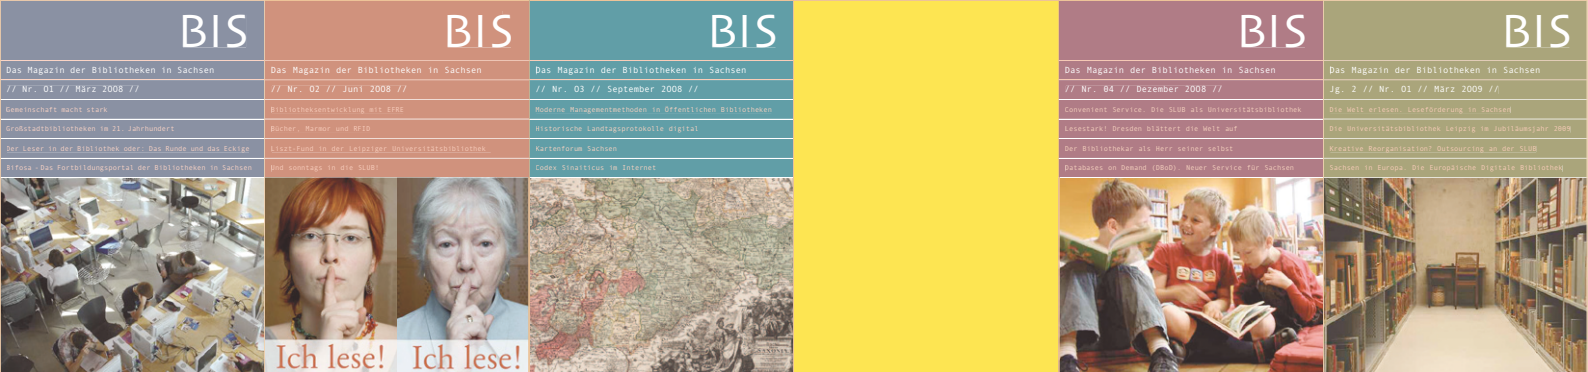 BIS
Das Magazin der Bibliotheken in Sachsen
// Nr. 01 // März 2008 //
Gemeinschaft macht stark
Großstadtbibliotheken im 21. Jahrhundert
Der Leser in der Bibliothek oder: Das Runde und das Eckige
Bifosa - Das Fortbildungsportal der Bibliotheken in Sachsen
BIS
Das Magazin der Bibliotheken in Sachsen
// Nr. 02 // Juni 2008 //
Bibliotheksentwicklung mit EFRE
Bücher, Marmor und RFID
Liszt-Fund in der Leipziger Universitätsbibliothek
Und sonntags in die SLUB!
Ich lese! Ich lese!
BIS
Das Magazin der Bibliotheken in Sachsen
// Nr. 03 // September 2008 //
Moderne Managementmethoden in Öffentlichen Bibliotheken
Historische Landtagsprotokolle digital
Kartenforum Sachsen
Codex Sinaiticus im Internet
BIS
Das Magazin der Bibliotheken in Sachsen
// Nr. 04 // Dezember 2008 //
Convenient Service. Die SLUB als Universitätsbibliothek
Lesestark! Dresden blättert die Welt auf
Der Bibliothekar als Herr seiner selbst
Databases on Demand (DBoD). Neuer Service für Sachsen
BIS
Das Magazin der Bibliotheken in Sachsen
Jg. 2 // Nr. 01 // März 2009 //
Die Welt erlesen. Leseförderung in Sachsen
Die Universitätsbibliothek Leipzig im Jubiläumsjahr 2009
Kreative Reorganisation? Outsourcing an der SLUB
Sachsen in Europa. Die Europäische Digitale Bibliothek